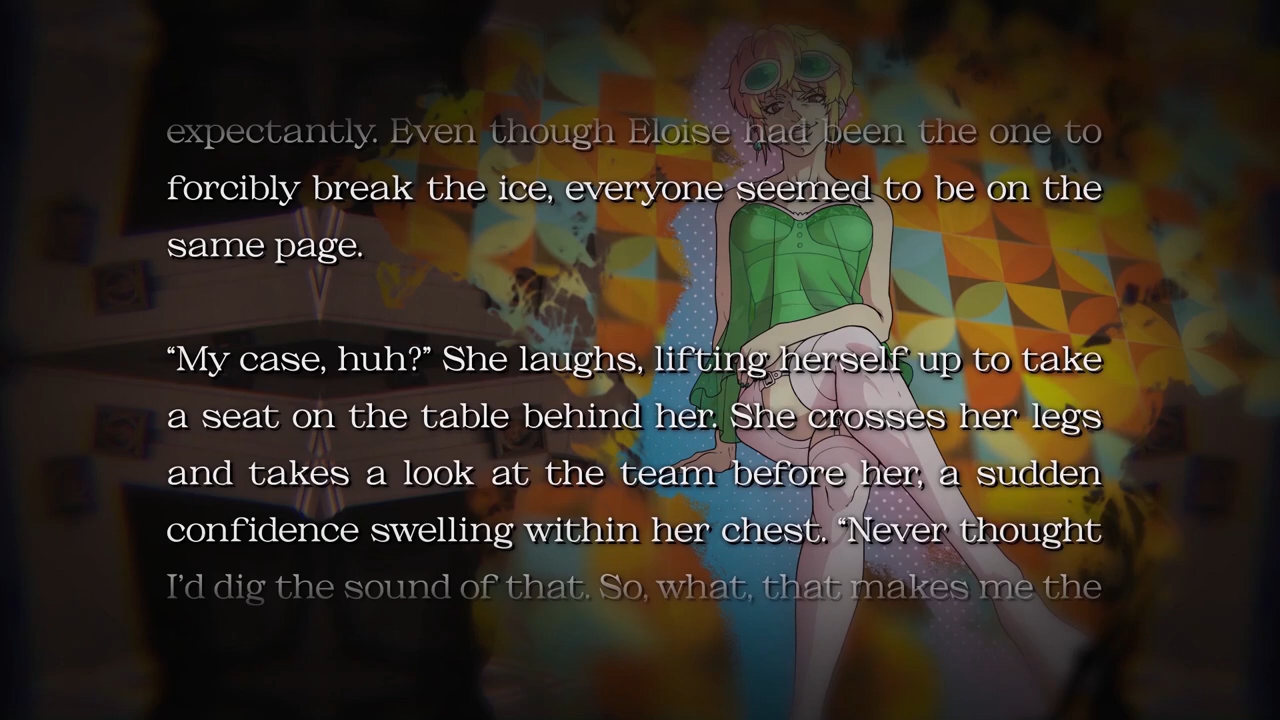 expectantly. Even though Eloise had been the one to
forcibly break the ice, everyone seemed to be on the
same page.
“My case, huh?” She laughs, lifting herself up to take
a seat on the table behind her. She crosses her legs
and takes a look at the team before her, a sudden
confidence swelling within her chest. “Never thought
I’d dig the sound of that. So, what, that makes me the